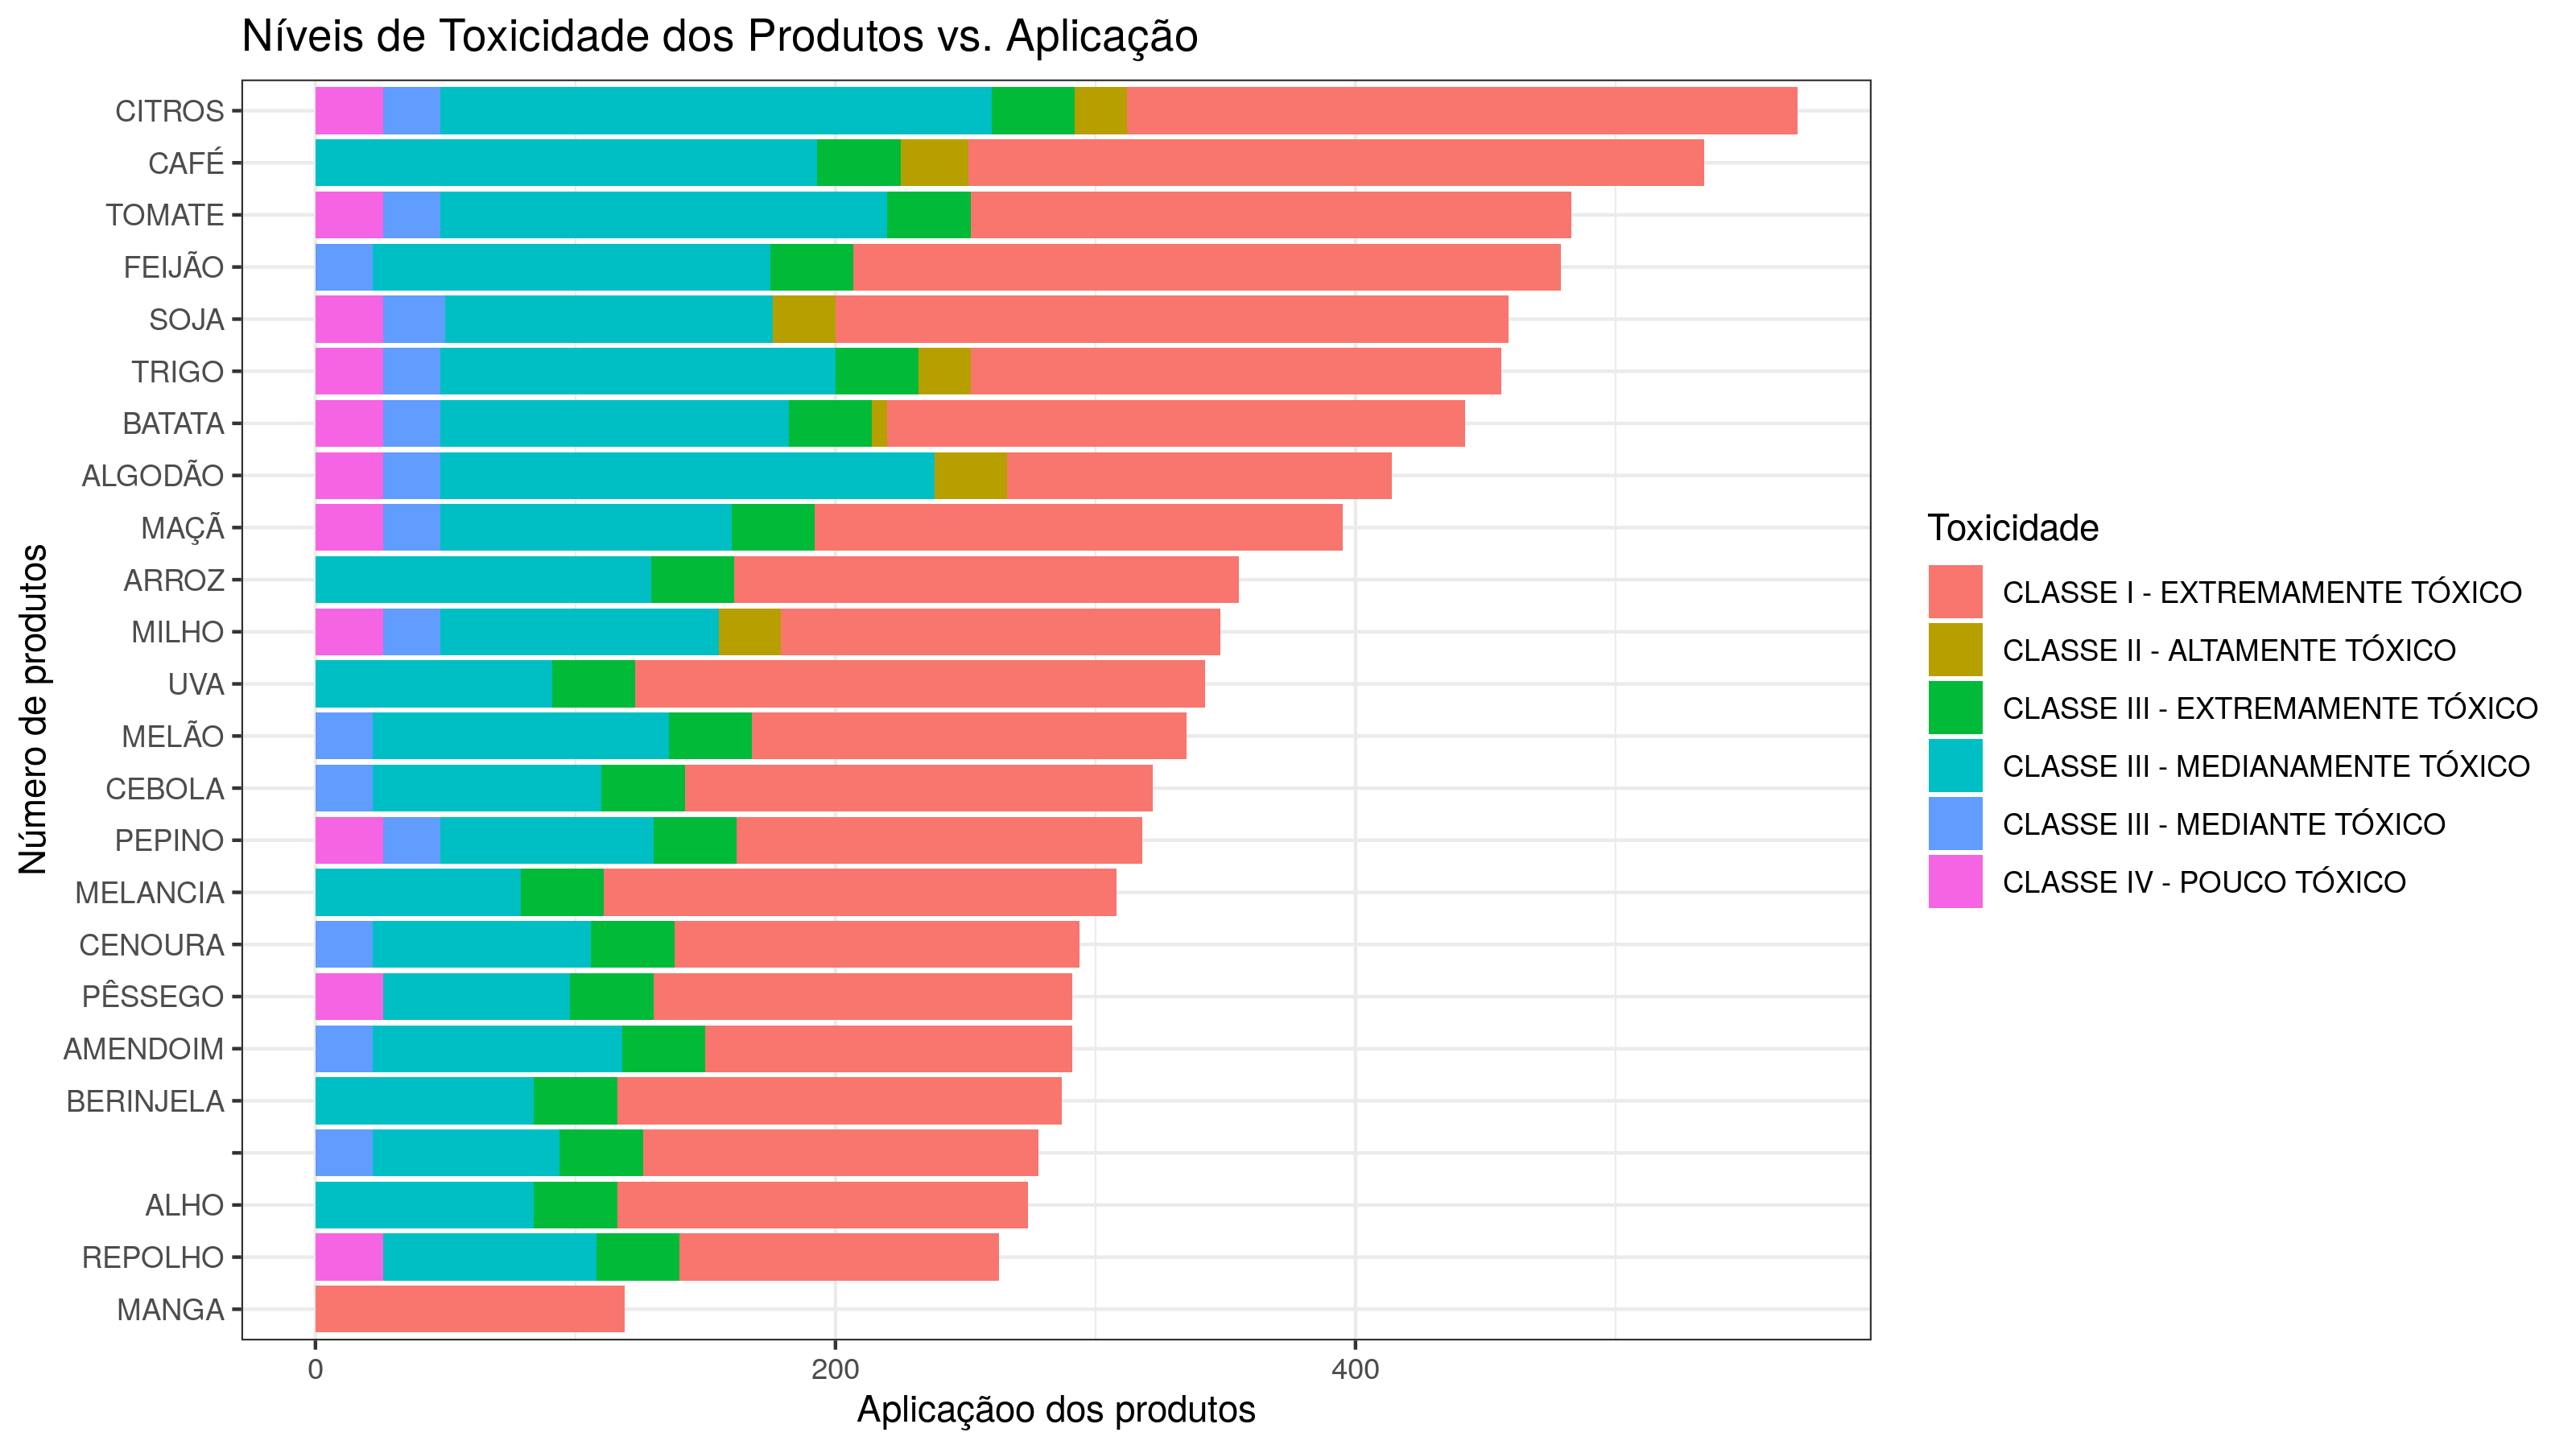 Níveis de Toxicidade dos Produtos vs. Aplicação
CITROS
CAFÉ
TOMATE
FEIJÃO
SOJA
TRIGO
BATATA
ALGODÃO
MAÇÃ
ARROZ
MILHO
UVA
MELÃO
CEBOLA
PEPINO
MELANCIA
CENOURA
PÊSSEGO
AMENDOIM
BERINJELA
ALHO
REPOLHO
MANGA
Número de produtos
0 200 400
Aplicaçãoo dos produtos
Toxicidade
CLASSE I - EXTREMAMENTE TÓXICO
CLASSE II - ALTAMENTE TÓXICO
CLASSE III - EXTREMAMENTE TÓXICO
CLASSE III - MEDIANAMENTE TÓXICO
CLASSE III - MEDIANTE TÓXICO
CLASSE IV - POUCO TÓXICO